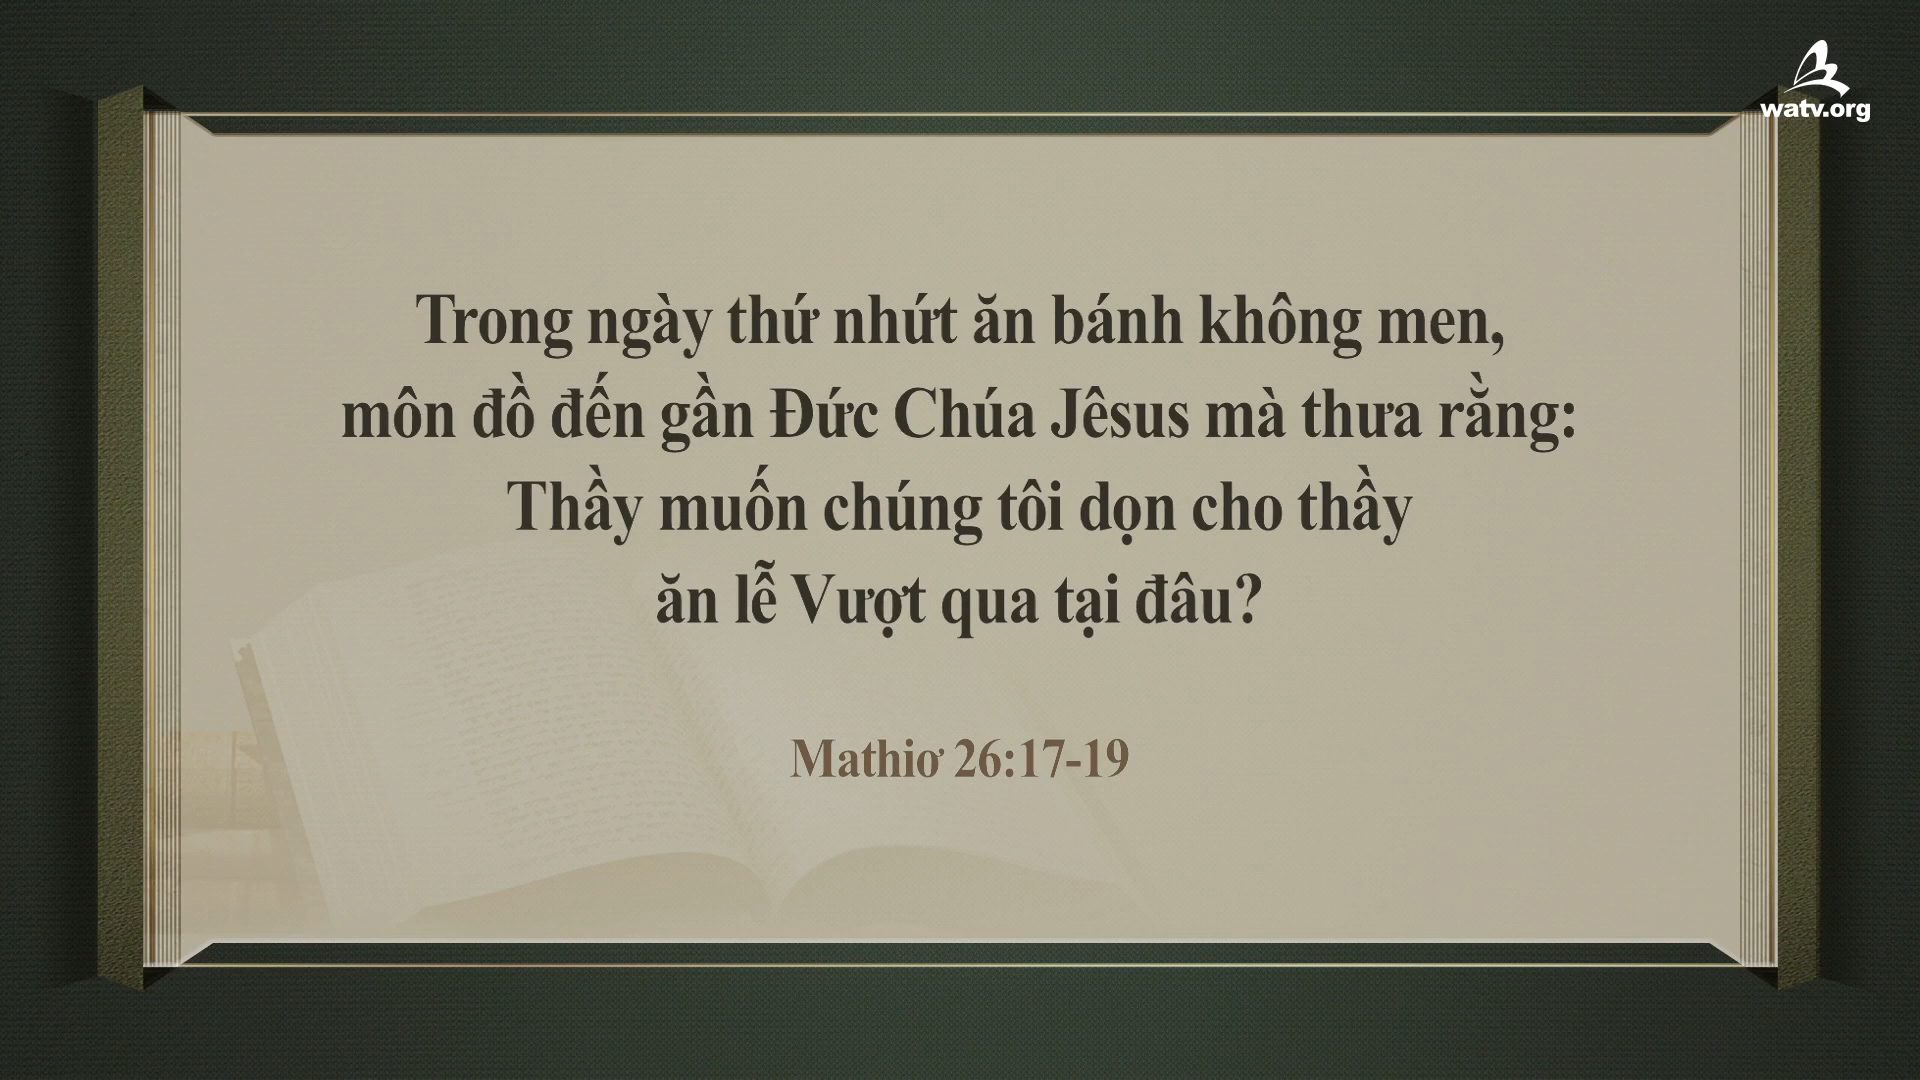 watv.org
Trong ngày thứ nhứt ăn bánh không men,
môn đồ đến gần Đức Chúa Jêsus mà thưa rằng:
Thầy muốn chúng tôi dọn cho thầy
ăn lễ Vượt qua tại đâu?
Mathiơ 26:17-19